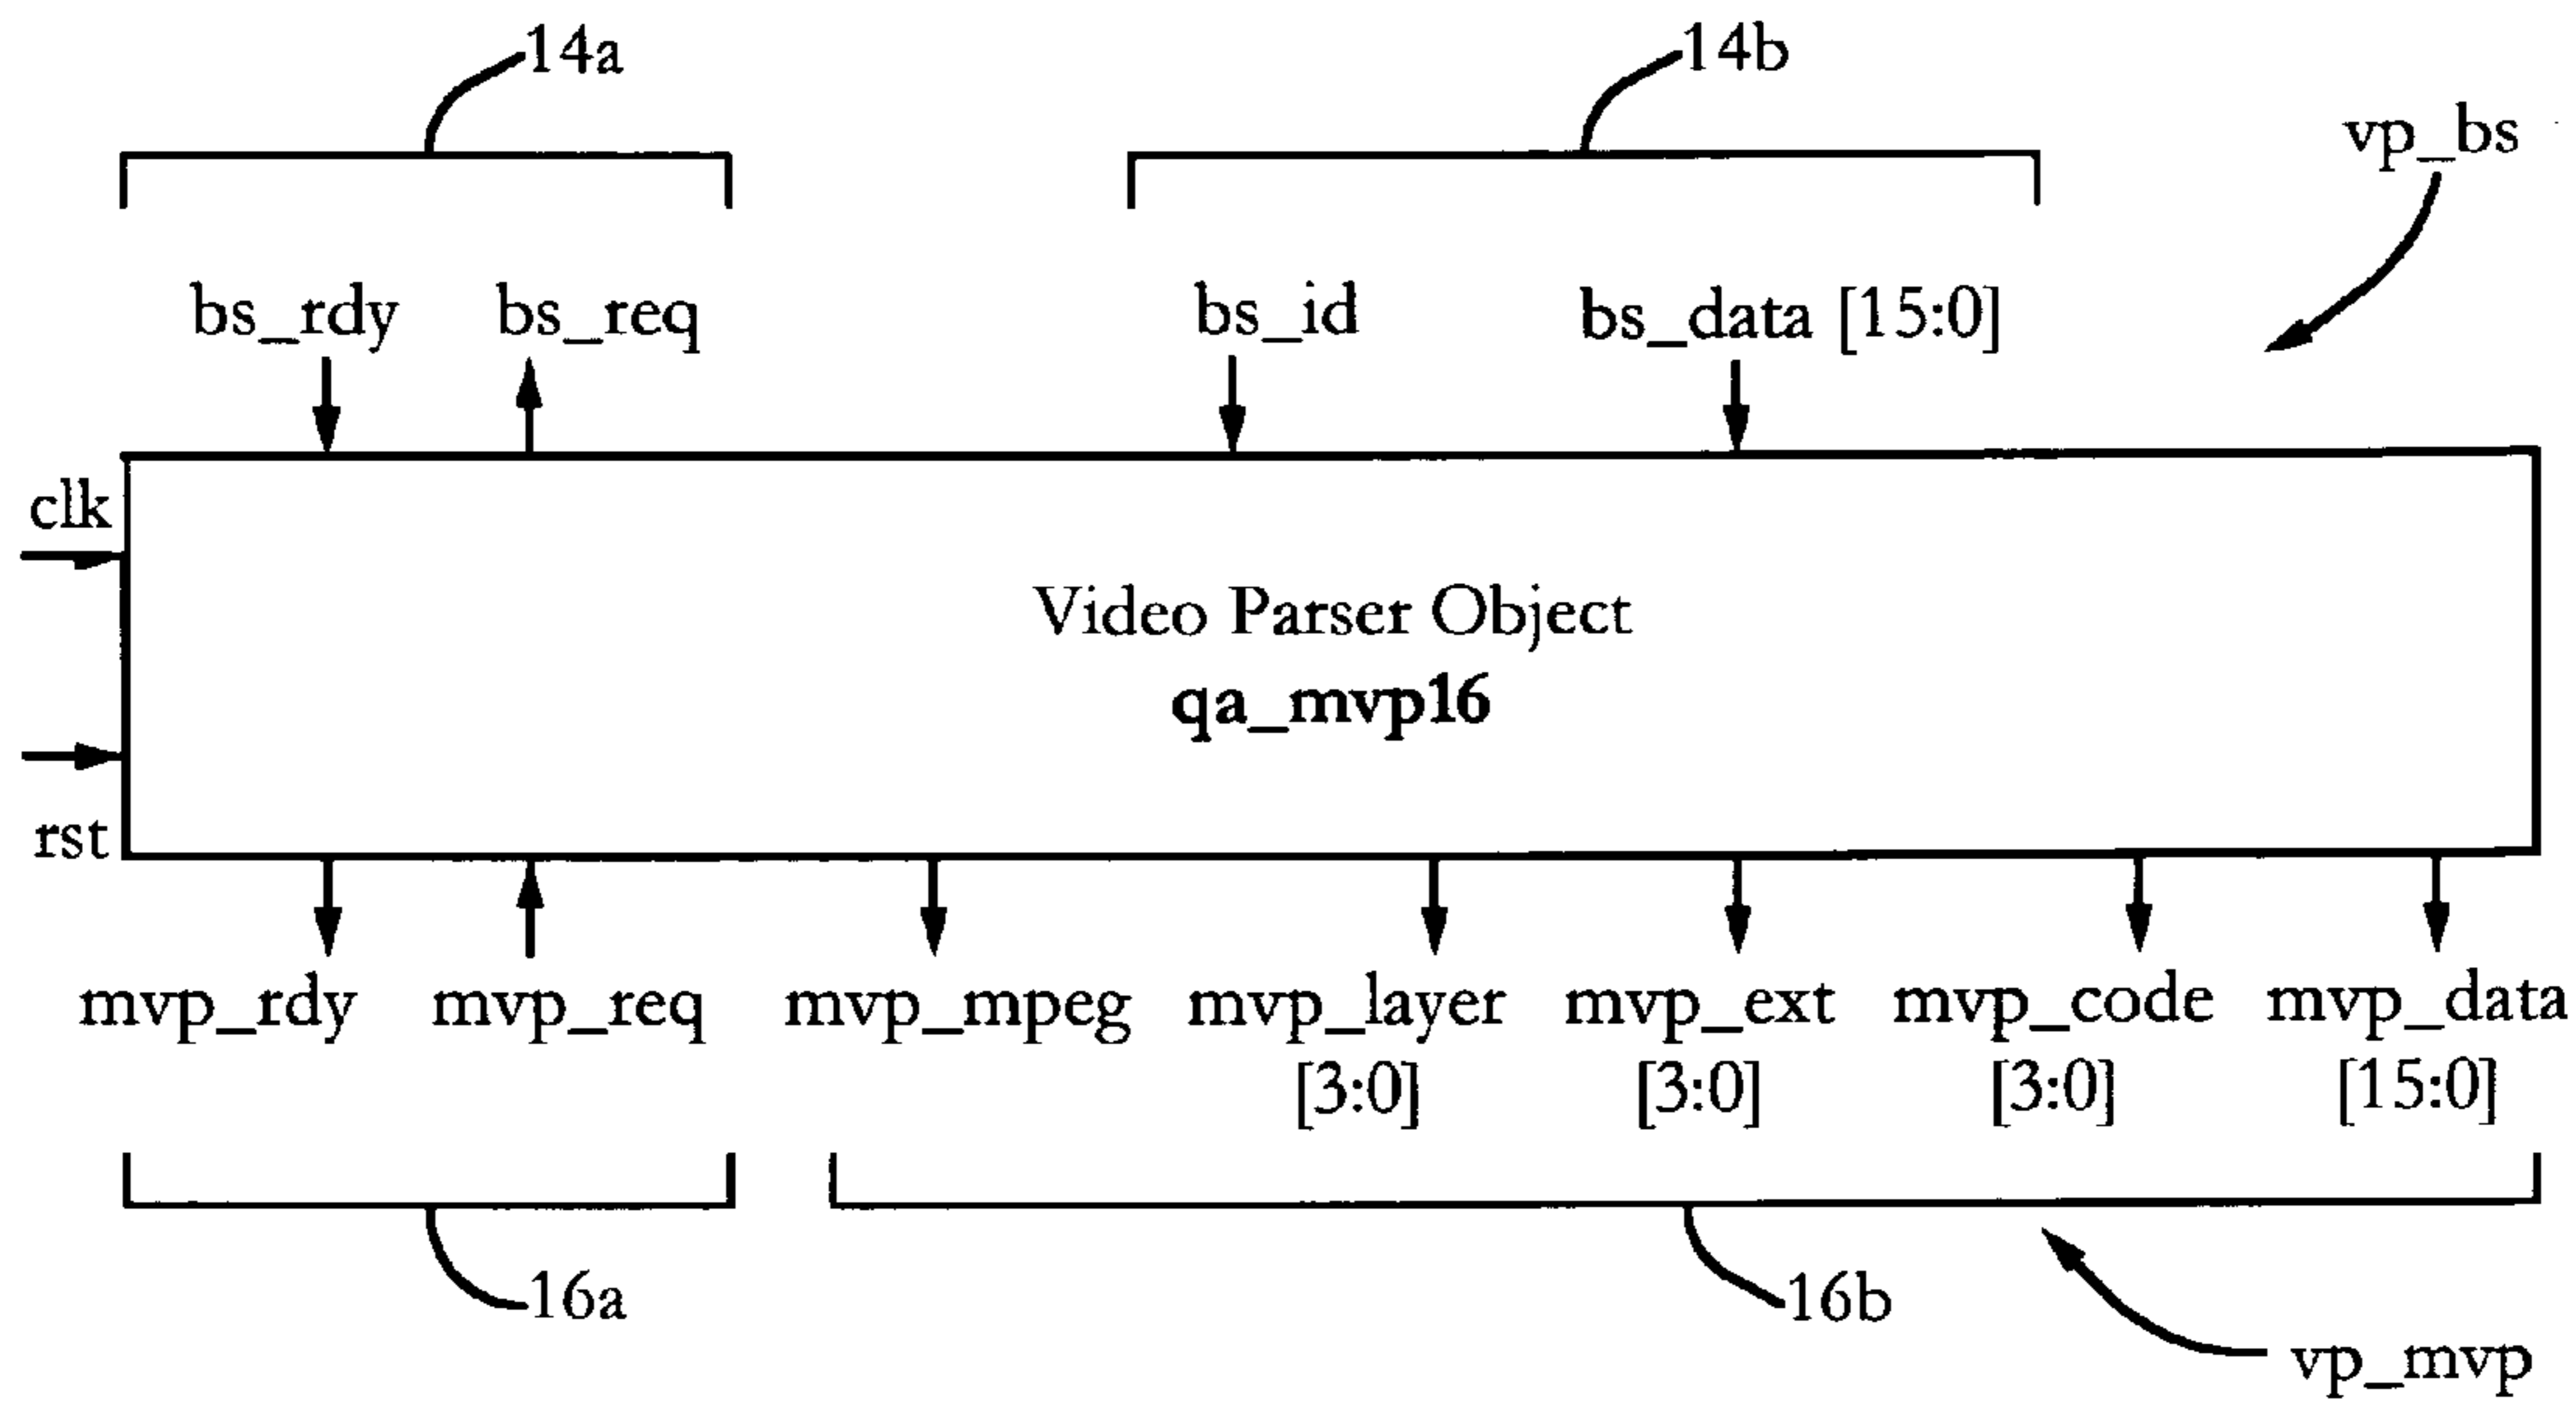 14a 14b
vp_bs
bs_rdy bs_req bs_id bs_data [15:0]
clk
Video Parser Object
qa_mvp16
rst
mvp_rdy mvp_req mvp_mpeg mvp_layer mvp_ext mvp_code mvp_data
[3:0] [3:0] [3:0] [15:0]
16a 16b
vp_mvp